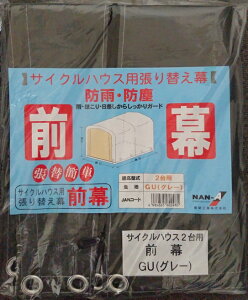 サイクルハウス用張り替え幕
防雨・防塵
雨・ほこり・日差しからしっかりガード
前幕
張替簡単
サイクルハウス用
張り替え幕 前幕
2台用
GU(グレー)
JANコード
NAN-A
サイクルハウス2台用
前幕
GU(グレー)